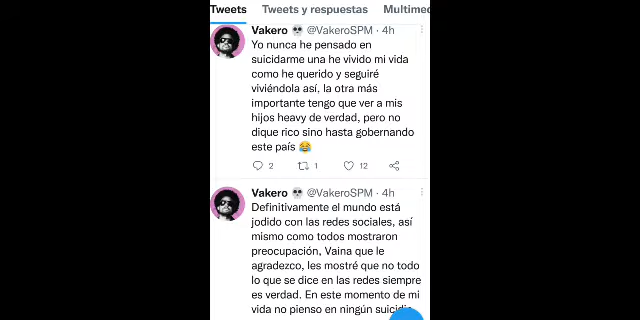 Tweets Tweets y respuestas Multimed
Vakero 💀 @VakeroSPM · 4h
Yo nunca he pensado en
suicidarme una he vivido mi vida
como he querido y seguiré
viviéndola así, la otra más
importante tengo que ver a mis
hijos heavy de verdad, pero no
dique rico sino hasta gobernando
este país 😂
2 1 12
Vakero 💀 @VakeroSPM · 4h
Definitivamente el mundo está
jodido con las redes sociales, así
mismo como todos mostraron
preocupación, Vaina que le
agradezco, les mostré que no todo
lo que se dice en las redes siempre
es verdad. En este momento de mi
vida no pienso en ningún suicidio